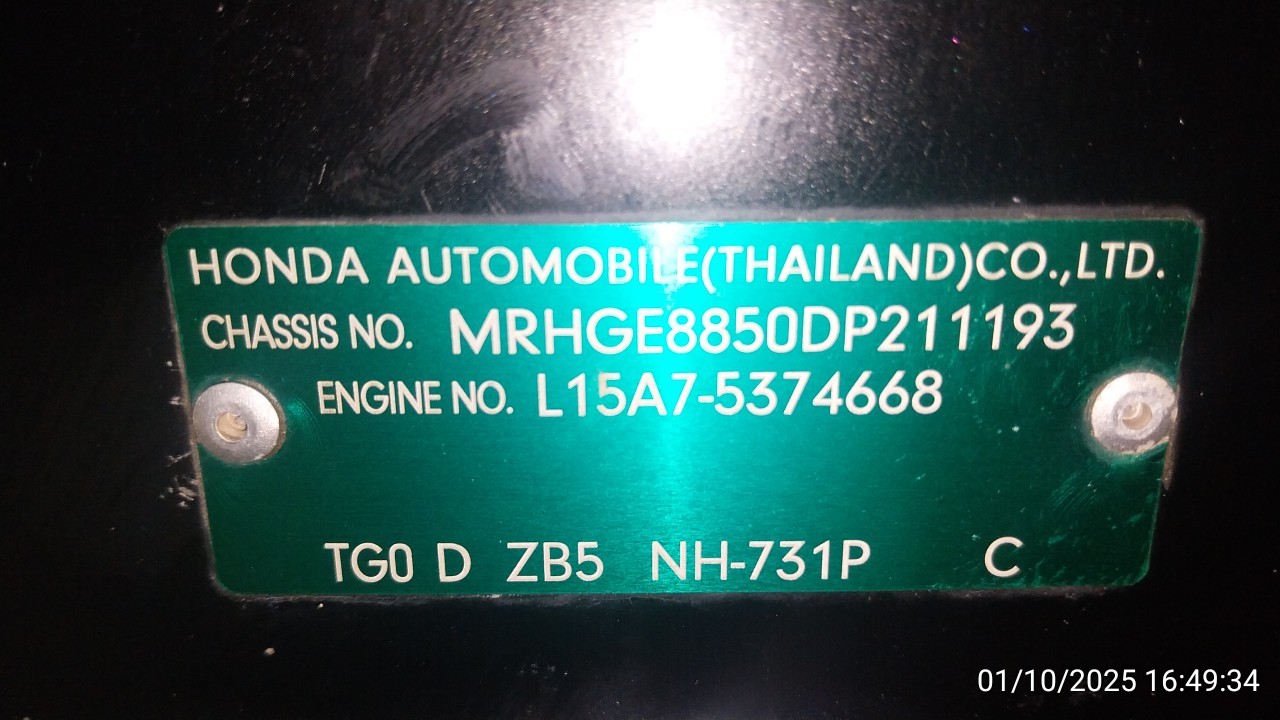 HONDA AUTOMOBILE(THAILAND)CO.,LTD.
CHASSIS NO. MRHGE8850DP211193
ENGINE NO. L15A7-5374668
TG0 D ZB5 NH-731P C
01/10/2025 16:49:34